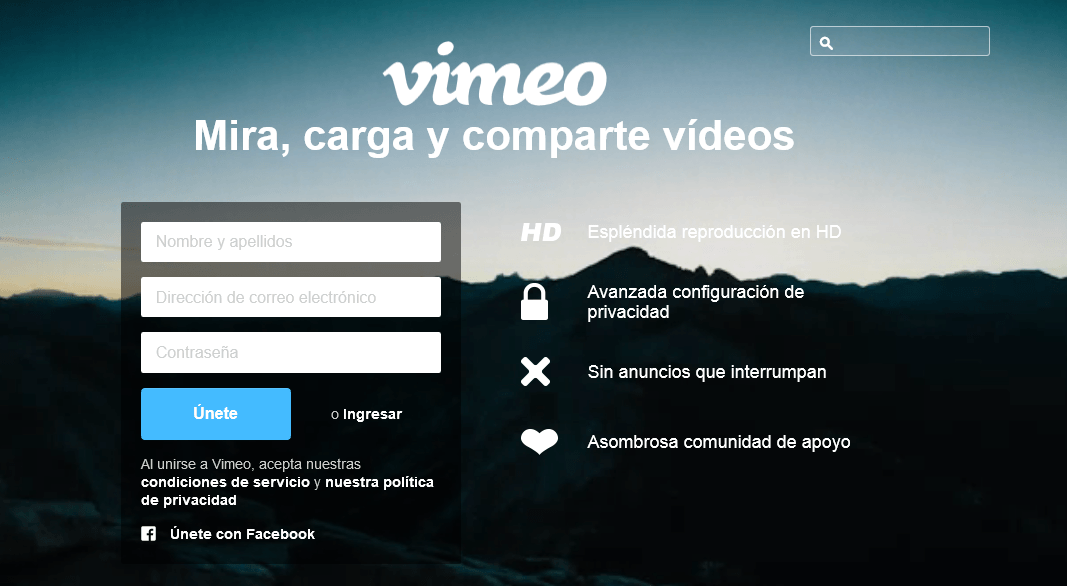 vimeo
Mira, carga y comparte vídeos
Nombre y apellidos
Dirección de correo electrónico
Contraseña
Únete
o Ingresar
Al unirse a Vimeo, acepta nuestras
condiciones de servicio y nuestra política
de privacidad
Únete con Facebook
HD
Espléndida reproducción en HD
Avanzada configuración de
privacidad
Sin anuncios que interrumpan
Asombrosa comunidad de apoyo